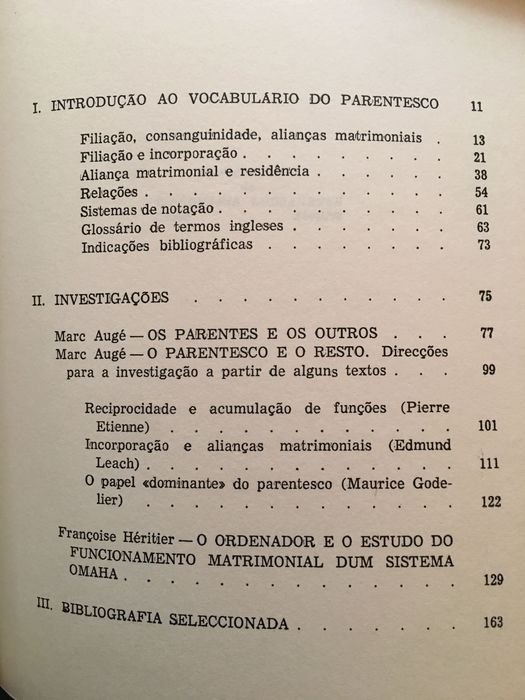 I. INTRODUÇÃO AO VOCABULÁRIO DO PARENTESCO 11
Filiação, consanguinidade, alianças matrimoniais . 13
Filiação e incorporação . . . . . . . . 21
Aliança matrimonial e residência . . . . . 38
Relações . . . . . . . . . . . . 54
Sistemas de notação . . . . . . . . . 61
Glossário de termos ingleses . . . . . . 63
Indicações bibliográficas . . . . . . . 73
II. INVESTIGAÇÕES . . . . . . . . . . . 75
Marc Augé — OS PARENTES E OS OUTROS . . . 77
Marc Augé — O PARENTESCO E O RESTO. Direcções
para a investigação a partir de alguns textos . . . 99
Reciprocidade e acumulação de funções (Pierre
Etienne) . . . . . . . . . . . . 101
Incorporação e alianças matrimoniais (Edmund
Leach) . . . . . . . . . . . . . 111
O papel «dominante» do parentesco (Maurice Gode-
lier) . . . . . . . . . . . . . 122
Françoise Héritier — O ORDENADOR E O ESTUDO DO
FUNCIONAMENTO MATRIMONIAL DUM SISTEMA
OMAHA . . . . . . . . . . . . . . 129
III. BIBLIOGRAFIA SELECCIONADA . . . . . . 163